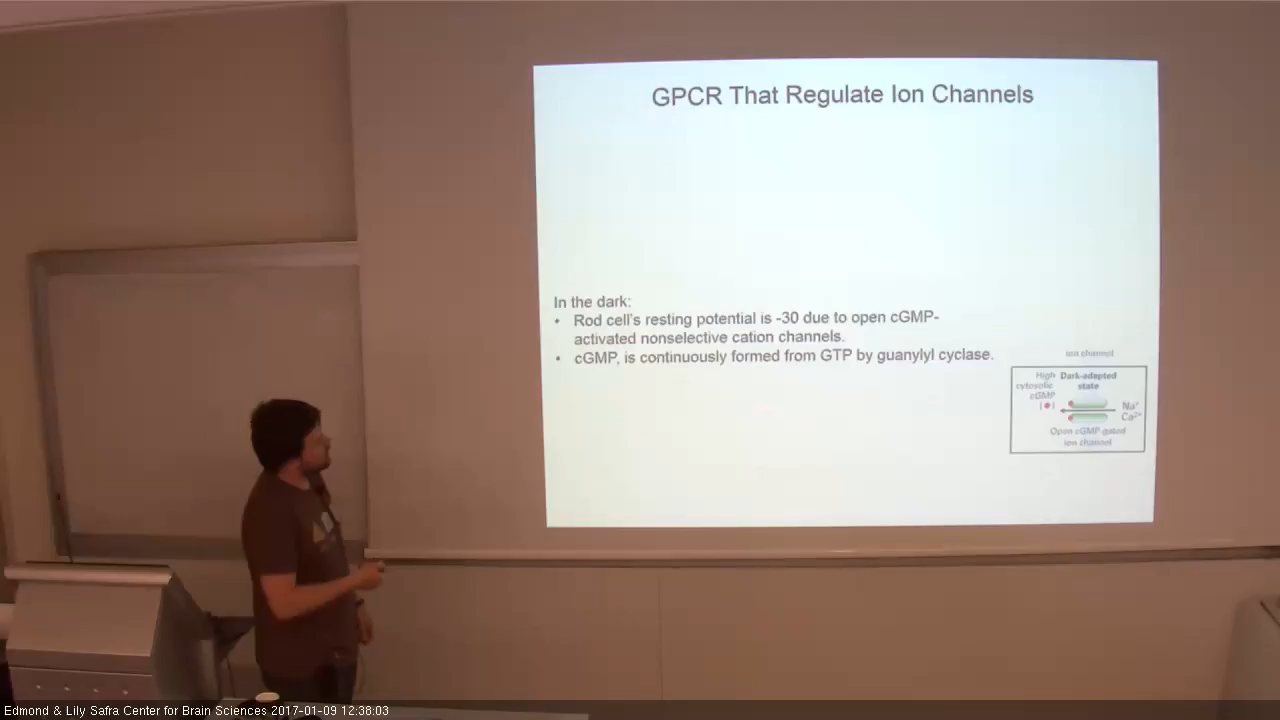 GPCR That Regulate Ion Channels
In the dark:
• Rod cell's resting potential is -30 due to open cGMP-
activated nonselective cation channels.
• cGMP, is continuously formed from GTP by guanylyl cyclase.
ion channel
High
cytosolic
cGMP
Dark-adapted
state
Na⁺
Ca²⁺
Open cGMP-gated
ion channel
Edmond & Lily Safra Center for Brain Sciences 2017-01-09 12:38:03